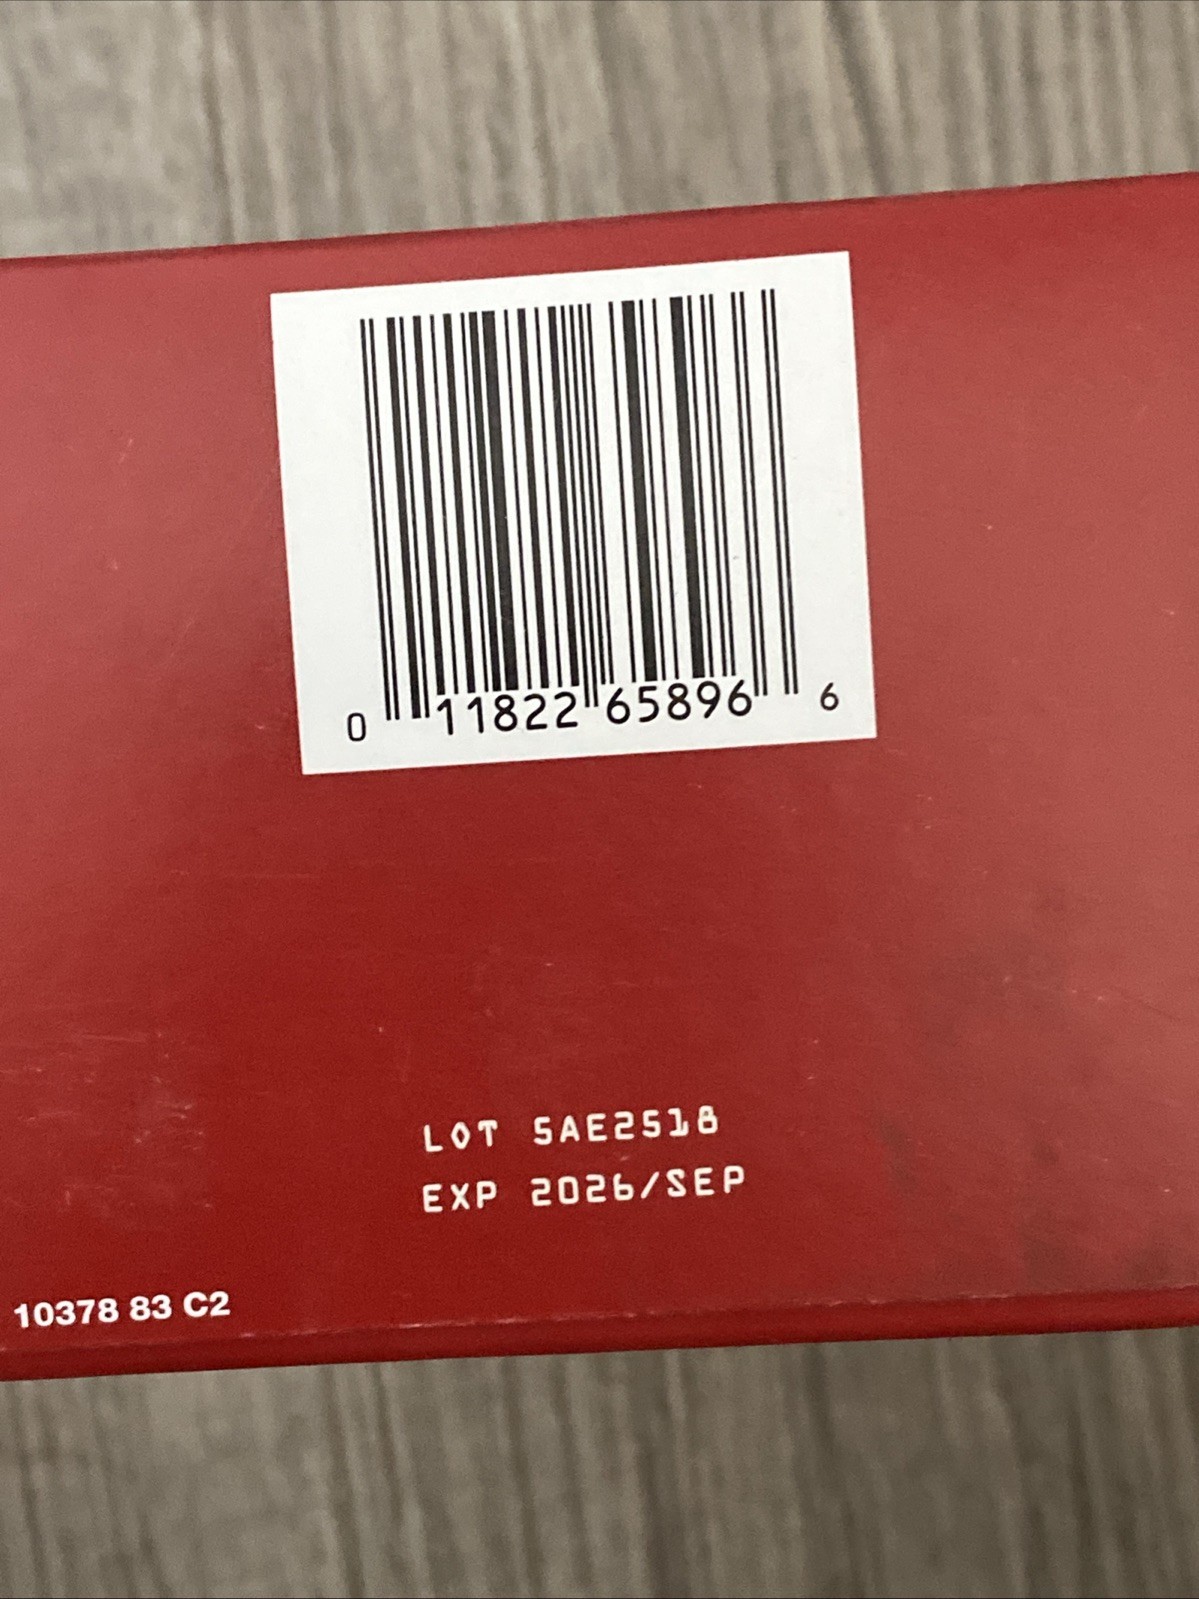 0 11822 65896 6
LOT 5AE2518
EXP 2026/SEP
10378 83 C2